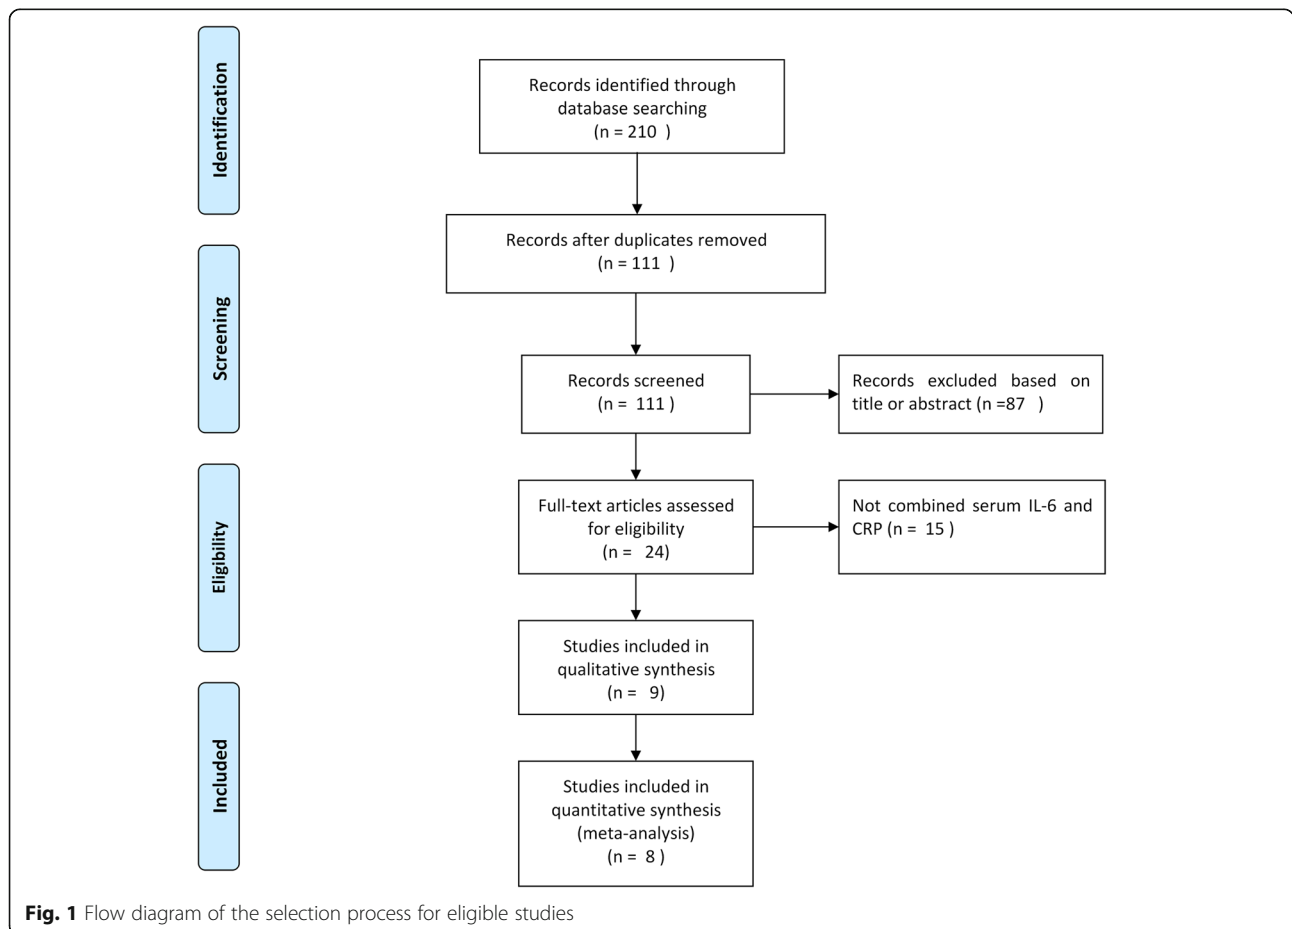 Identification
Records identified through
database searching
(n = 210  )
Records after duplicates removed
(n = 111  )
Screening
Records screened
(n =  111 )
Records excluded based on
title or abstract (n =87   )
Eligibility
Full-text articles assessed
for eligibility
(n =   24)
Not combined serum IL-6 and
CRP (n =  15 )
Studies included in
qualitative synthesis
(n =   9)
Included
Studies included in
quantitative synthesis
(meta-analysis)
(n =  8 )
Fig. 1 Flow diagram of the selection process for eligible studies